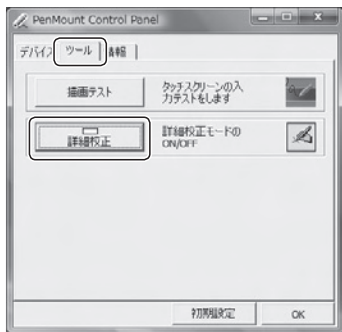 PenMount Control Panel
デバイス ツール 情報
描画テスト
タッチスクリーンの入
力テストをします
詳細校正
詳細校正モードの
ON/OFF
初期設定 OK